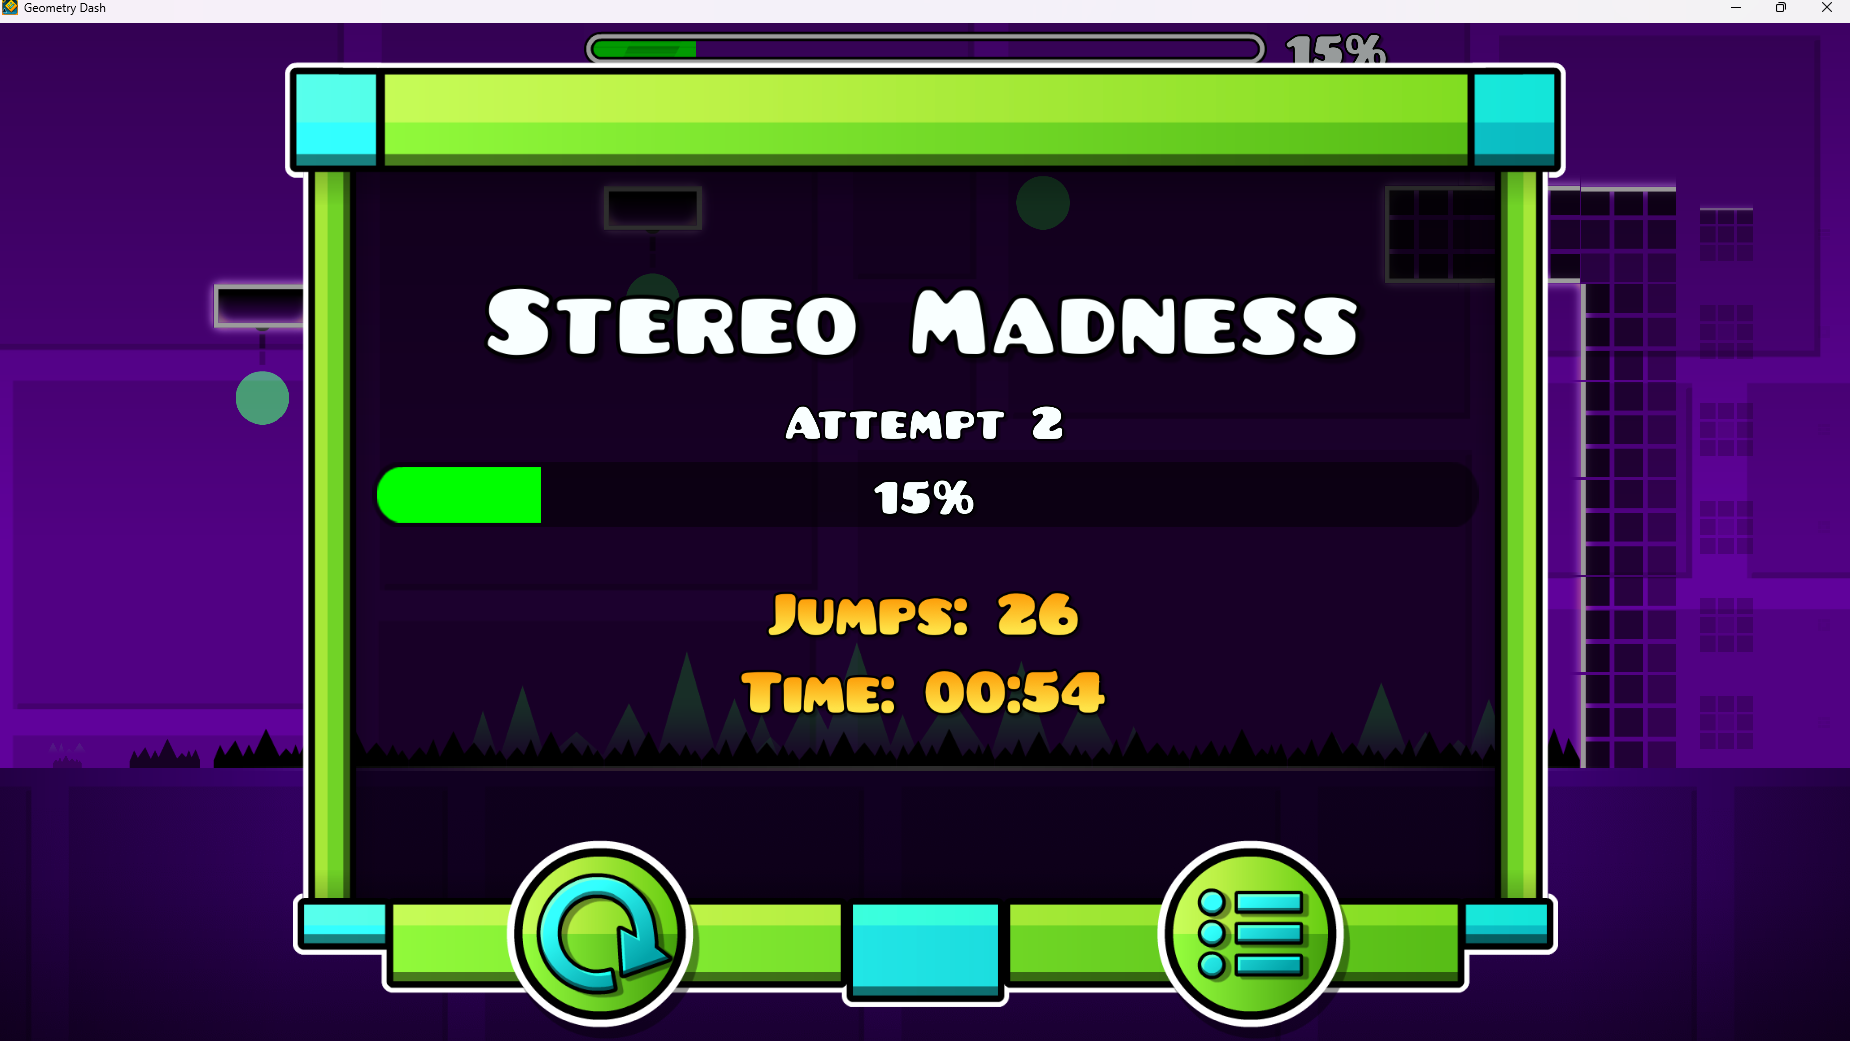 Geometry Dash
15%
Stereo Madness
Attempt 2
15%
Jumps: 26
Time: 00:54